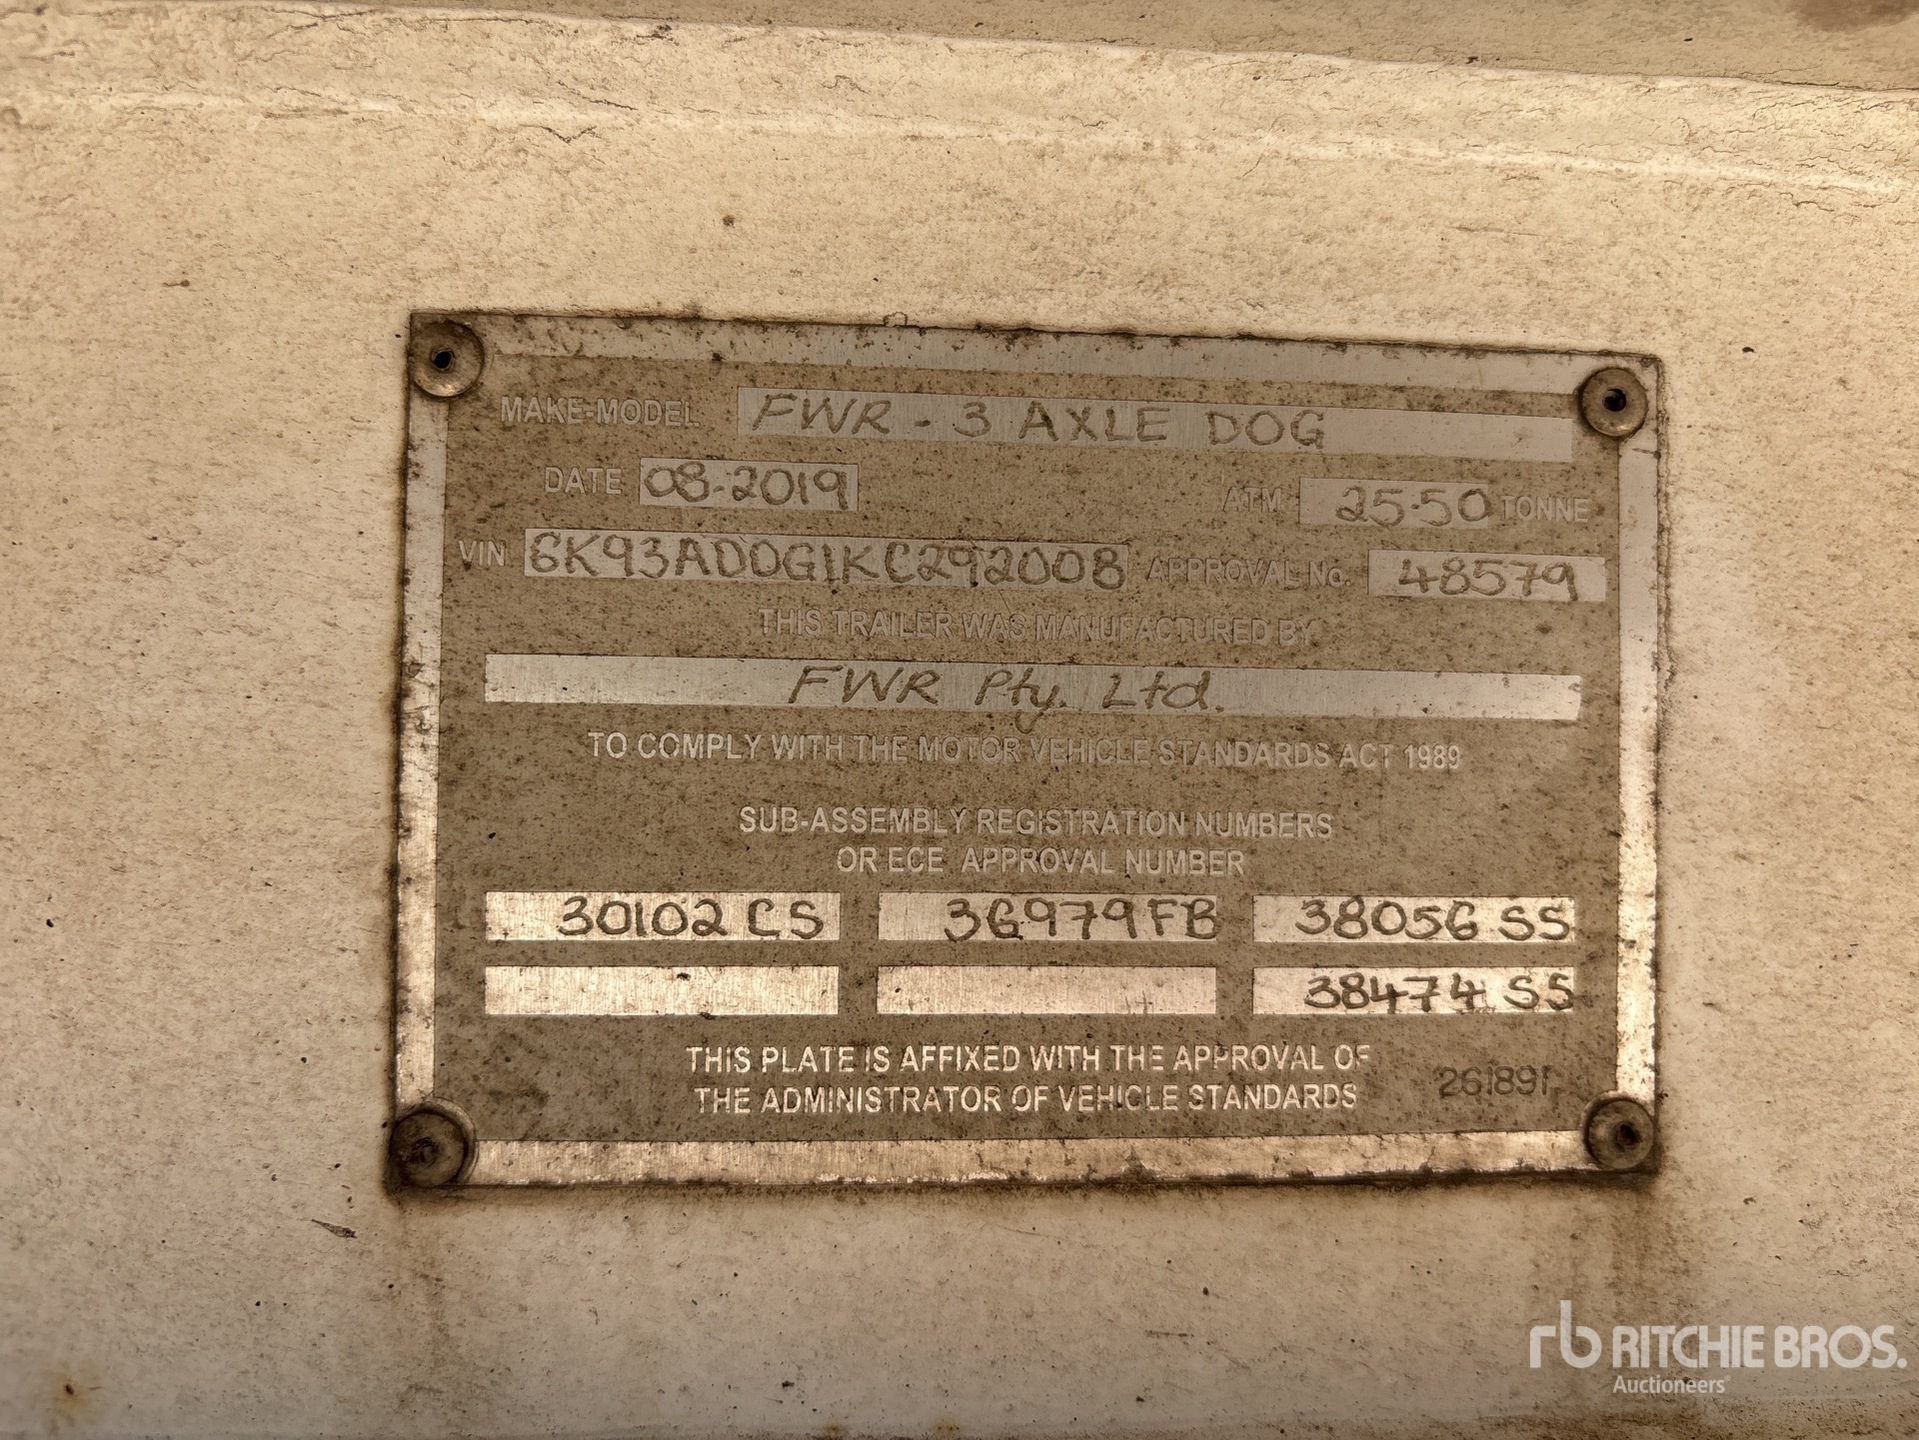 MAKE-MODEL FWR - 3 AXLE DOG
DATE 08-2019 ATM 25.50 TONNE
VIN 6K93ADDG1KC292008 APPROVAL No. 48579
THIS TRAILER WAS MANUFACTURED BY
FWR Pty. Ltd.
TO COMPLY WITH THE MOTOR VEHICLE STANDARDS ACT 1989
SUB-ASSEMBLY REGISTRATION NUMBERS
OR ECE APPROVAL NUMBER
30102 CS 36979FB 38056 SS
38474 SS
THIS PLATE IS AFFIXED WITH THE APPROVAL OF
THE ADMINISTRATOR OF VEHICLE STANDARDS
rb RITCHIE BROS.
Auctioneers